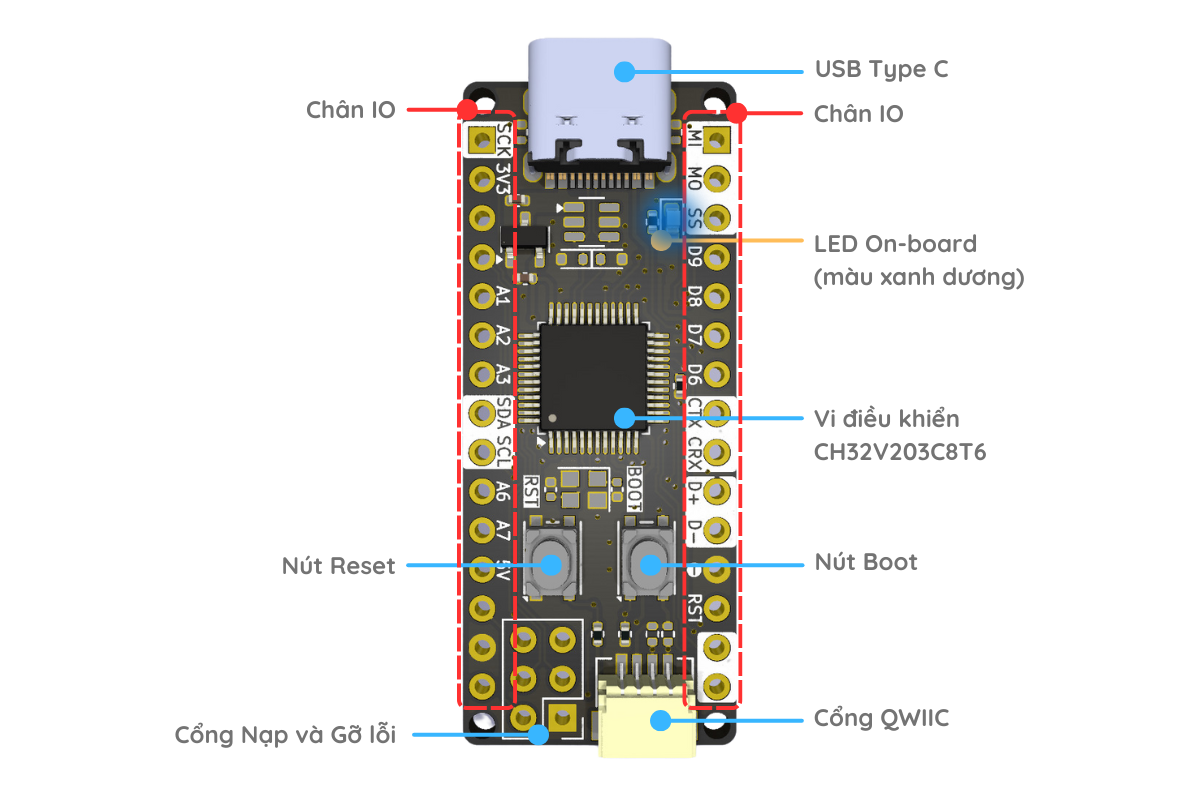 USB Type C
Chân IO
Chân IO
LED On-board
(màu xanh dương)
Vi điều khiển
CH32V203C8T6
Nút Reset
Nút Boot
Cổng Nạp và Gỡ lỗi
Cổng QWIIC
SCK
3V3
A1
A2
A3
SDA
SCL
A6
A7
5V
MI
MO
SS
D9
D8
D7
D6
CTX
CRX
D+
D-
RST
RST
BOOT